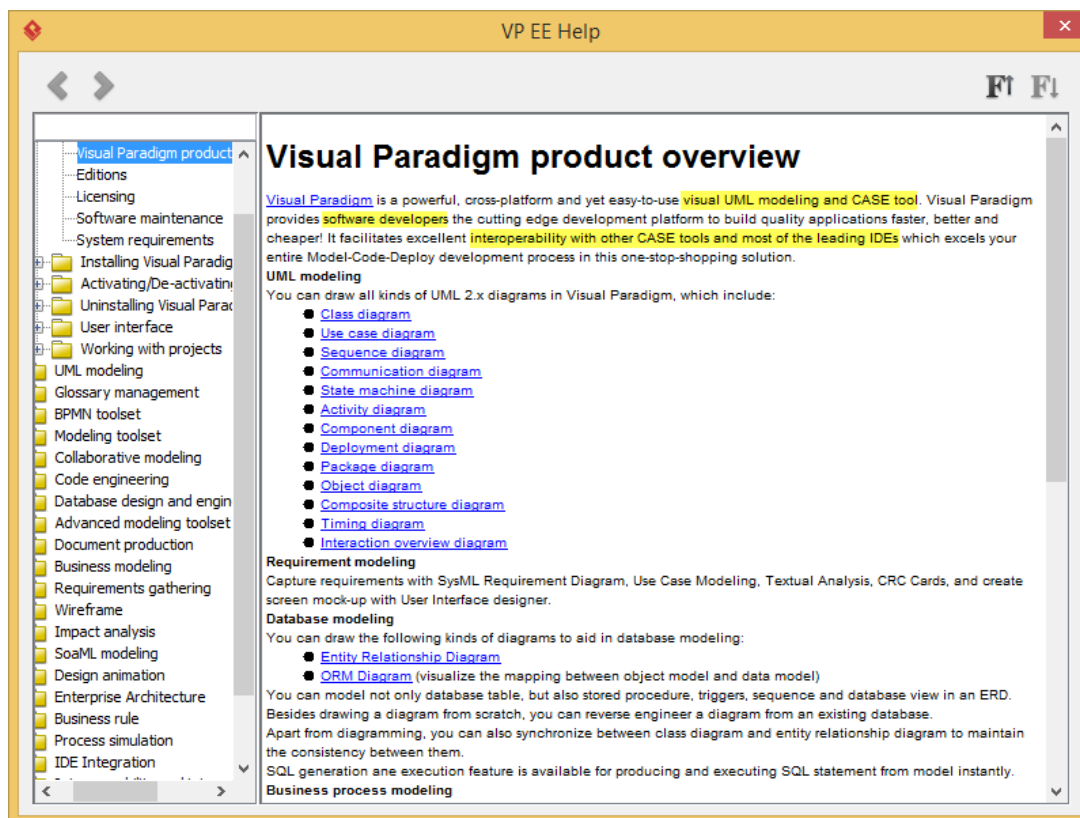 VP EE Help
F↑ F↓
Visual Paradigm product
Editions
Licensing
Software maintenance
System requirements
Installing Visual Paradig
Activating/De-activating
Uninstalling Visual Parac
User interface
Working with projects
UML modeling
Glossary management
BPMN toolset
Modeling toolset
Collaborative modeling
Code engineering
Database design and engin
Advanced modeling toolset
Document production
Business modeling
Requirements gathering
Wireframe
Impact analysis
SoaML modeling
Design animation
Enterprise Architecture
Business rule
Process simulation
IDE Integration
Visual Paradigm product overview
Visual Paradigm is a powerful, cross-platform and yet easy-to-use visual UML modeling and CASE tool. Visual Paradigm
provides software developers the cutting edge development platform to build quality applications faster, better and
cheaper! It facilitates excellent interoperability with other CASE tools and most of the leading IDEs which excels your
entire Model-Code-Deploy development process in this one-stop-shopping solution.
UML modeling
You can draw all kinds of UML 2.x diagrams in Visual Paradigm, which include:
Class diagram
Use case diagram
Sequence diagram
Communication diagram
State machine diagram
Activity diagram
Component diagram
Deployment diagram
Package diagram
Object diagram
Composite structure diagram
Timing diagram
Interaction overview diagram
Requirement modeling
Capture requirements with SysML Requirement Diagram, Use Case Modeling, Textual Analysis, CRC Cards, and create
screen mock-up with User Interface designer.
Database modeling
You can draw the following kinds of diagrams to aid in database modeling:
Entity Relationship Diagram
ORM Diagram (visualize the mapping between object model and data model)
You can model not only database table, but also stored procedure, triggers, sequence and database view in an ERD.
Besides drawing a diagram from scratch, you can reverse engineer a diagram from an existing database.
Apart from diagramming, you can also synchronize between class diagram and entity relationship diagram to maintain
the consistency between them.
SQL generation ane execution feature is available for producing and executing SQL statement from model instantly.
Business process modeling